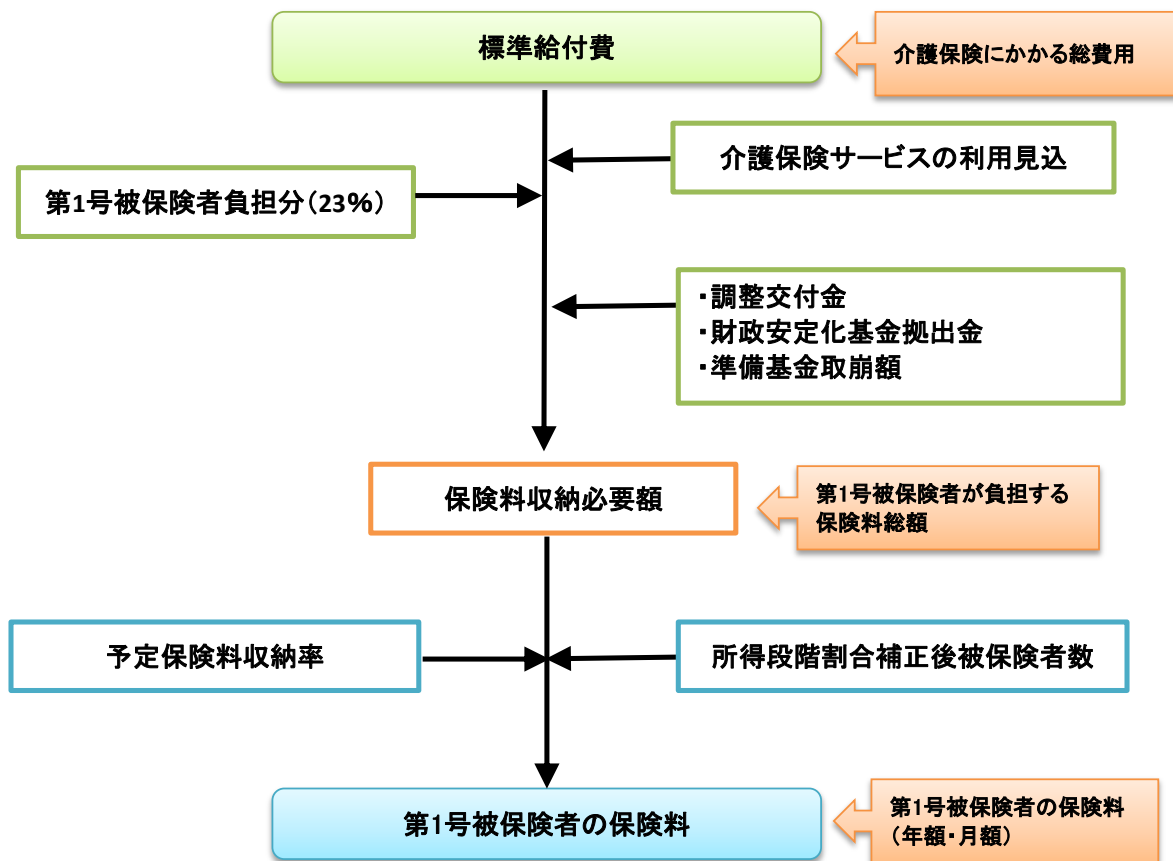 標準給付費
介護保険にかかる総費用
介護保険サービスの利用見込
第1号被保険者負担分（23％）
・調整交付金
・財政安定化基金拠出金
・準備基金取崩額
保険料収納必要額
第1号被保険者が負担する
保険料総額
予定保険料収納率
所得段階割合補正後被保険者数
第1号被保険者の保険料
第1号被保険者の保険料
（年額・月額）